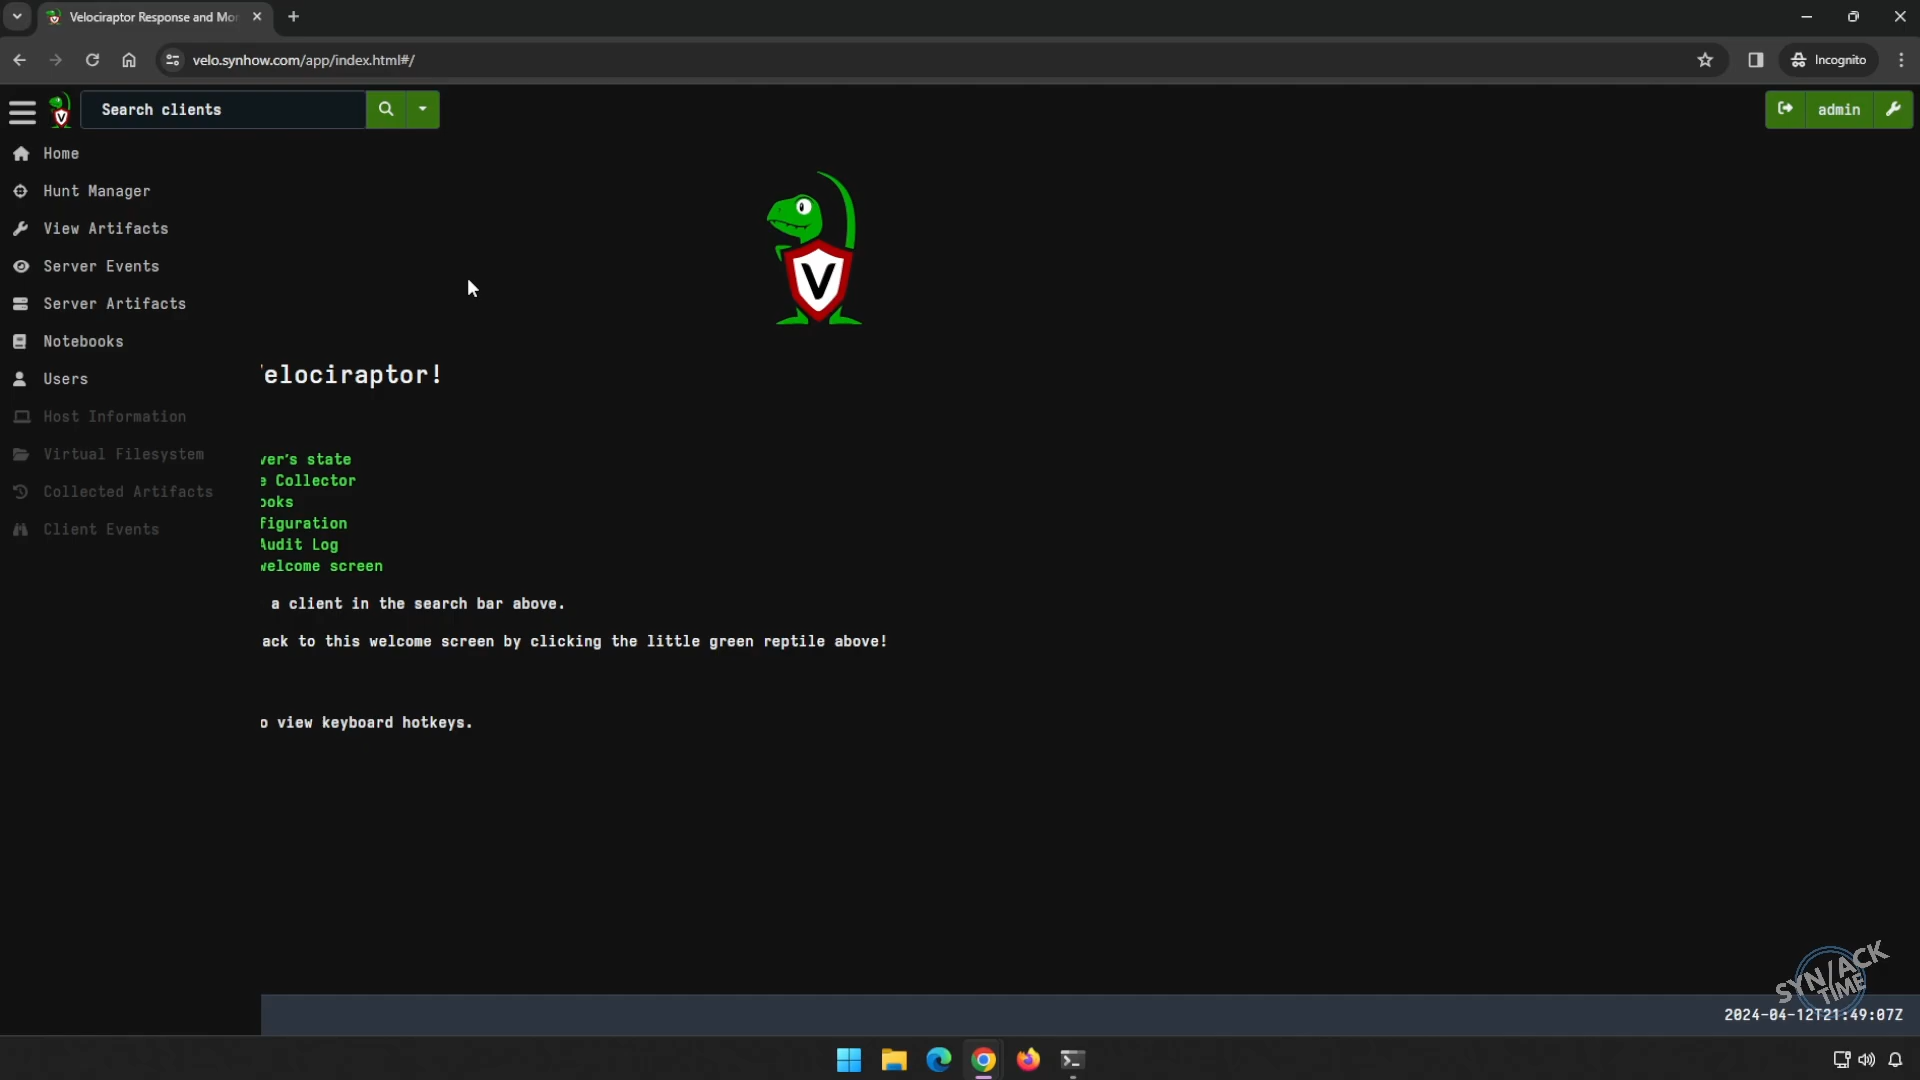 Velociraptor Response and Mor
velo.synhow.com/app/index.html#/
Incognito
Search clients
admin
Home
Hunt Manager
View Artifacts
Server Events
Server Artifacts
Notebooks
Users
Host Information
Virtual Filesystem
Collected Artifacts
Client Events
V
elociraptor!
ver's state
e Collector
ooks
figuration
Audit Log
welcome screen
a client in the search bar above.
ack to this welcome screen by clicking the little green reptile above!
o view keyboard hotkeys.
SYN/ACK
TIME
2024-04-12T21:49:07Z